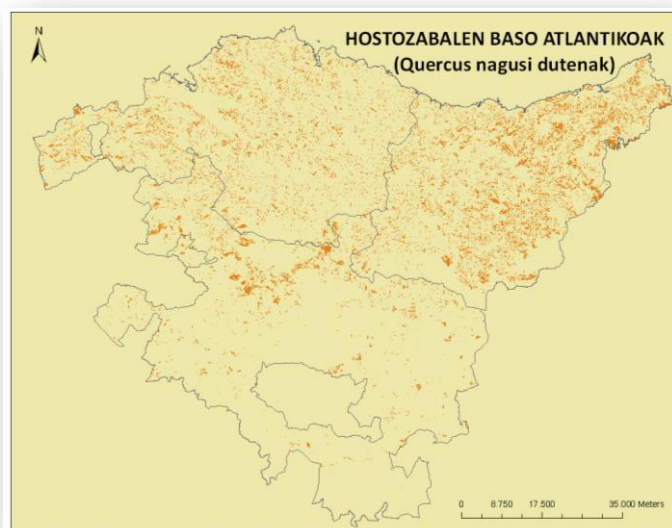 N
HOSTOZABALEN BASO ATLANTIKOAK
(Quercus nagusi dutenak)
0 8.750 17.500 35.000 Meters